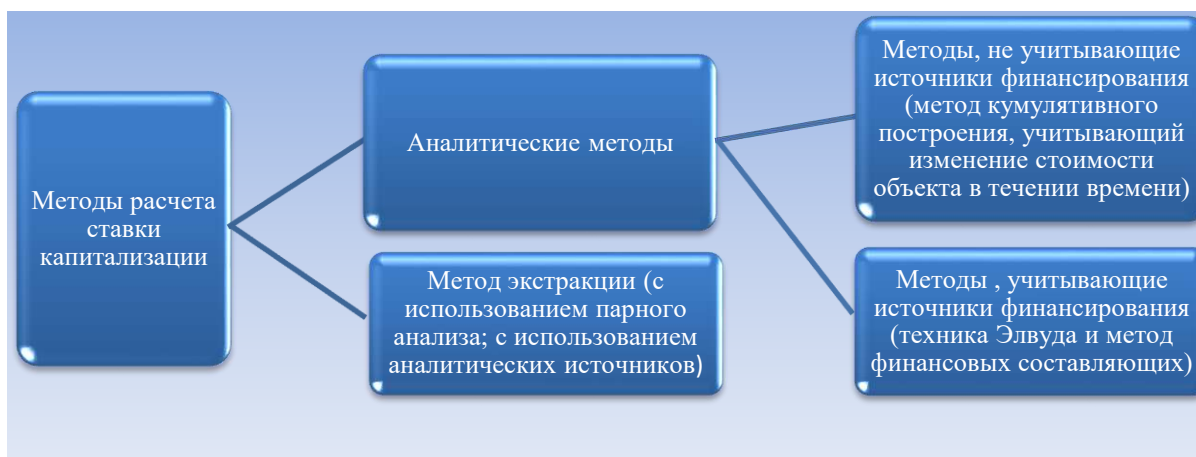 Методы расчета
ставки
капитализации
Аналитические методы
Метод экстракции (с
использованием парного
анализа; с использованием
аналитических источников)
Методы, не учитывающие
источники финансирования
(метод кумулятивного
построения, учитывающий
изменение стоимости
объекта в течении времени)
Методы , учитывающие
источники финансирования
(техника Элвуда и метод
финансовых составляющих)